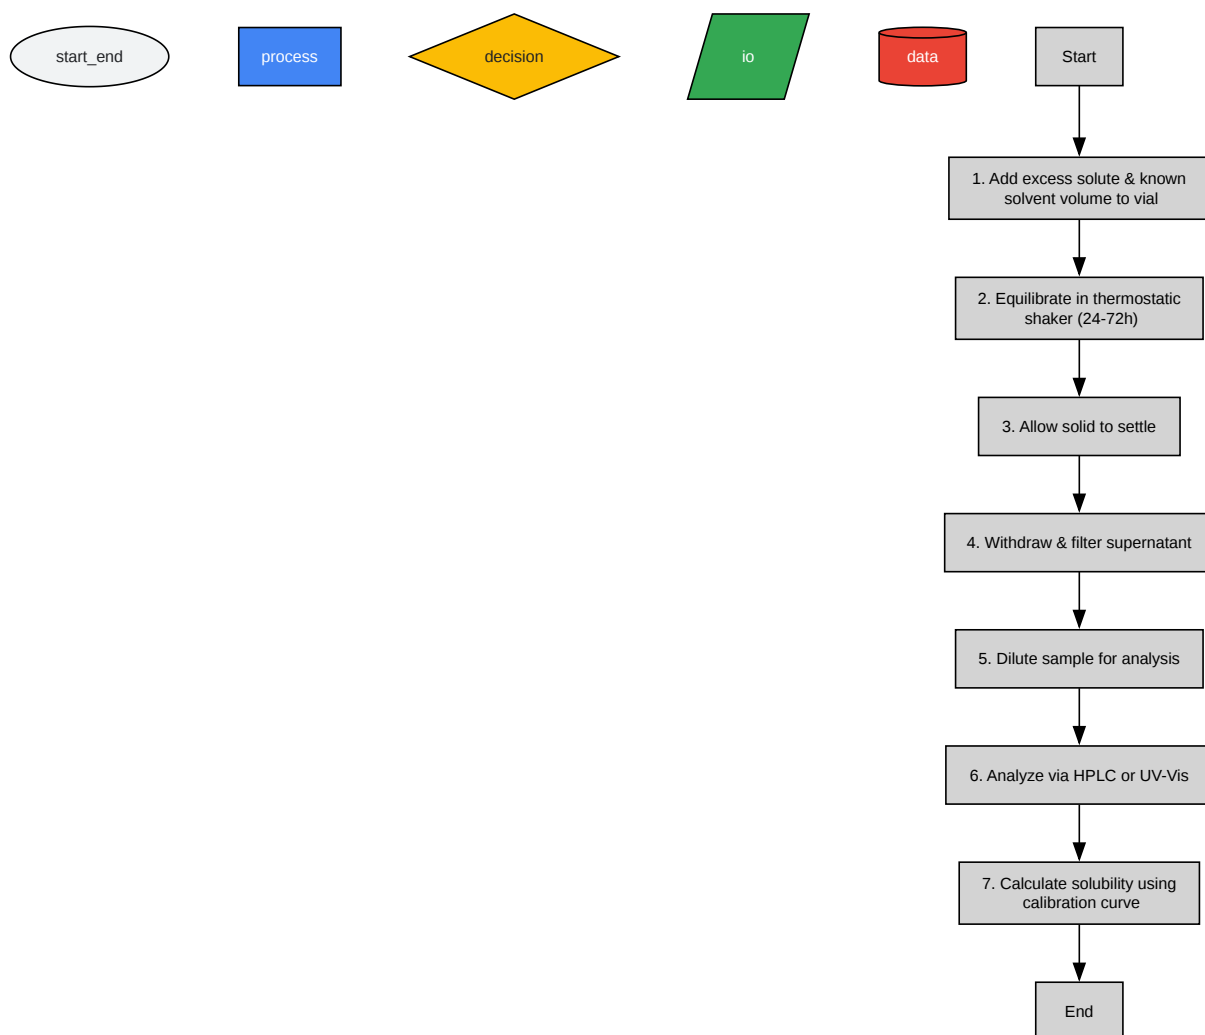 start_end
process
decision
io
data
Start
1. Add excess solute & known
solvent volume to vial
2. Equilibrate in thermostatic
shaker (24-72h)
3. Allow solid to settle
4. Withdraw & filter supernatant
5. Dilute sample for analysis
6. Analyze via HPLC or UV-Vis
7. Calculate solubility using
calibration curve
End